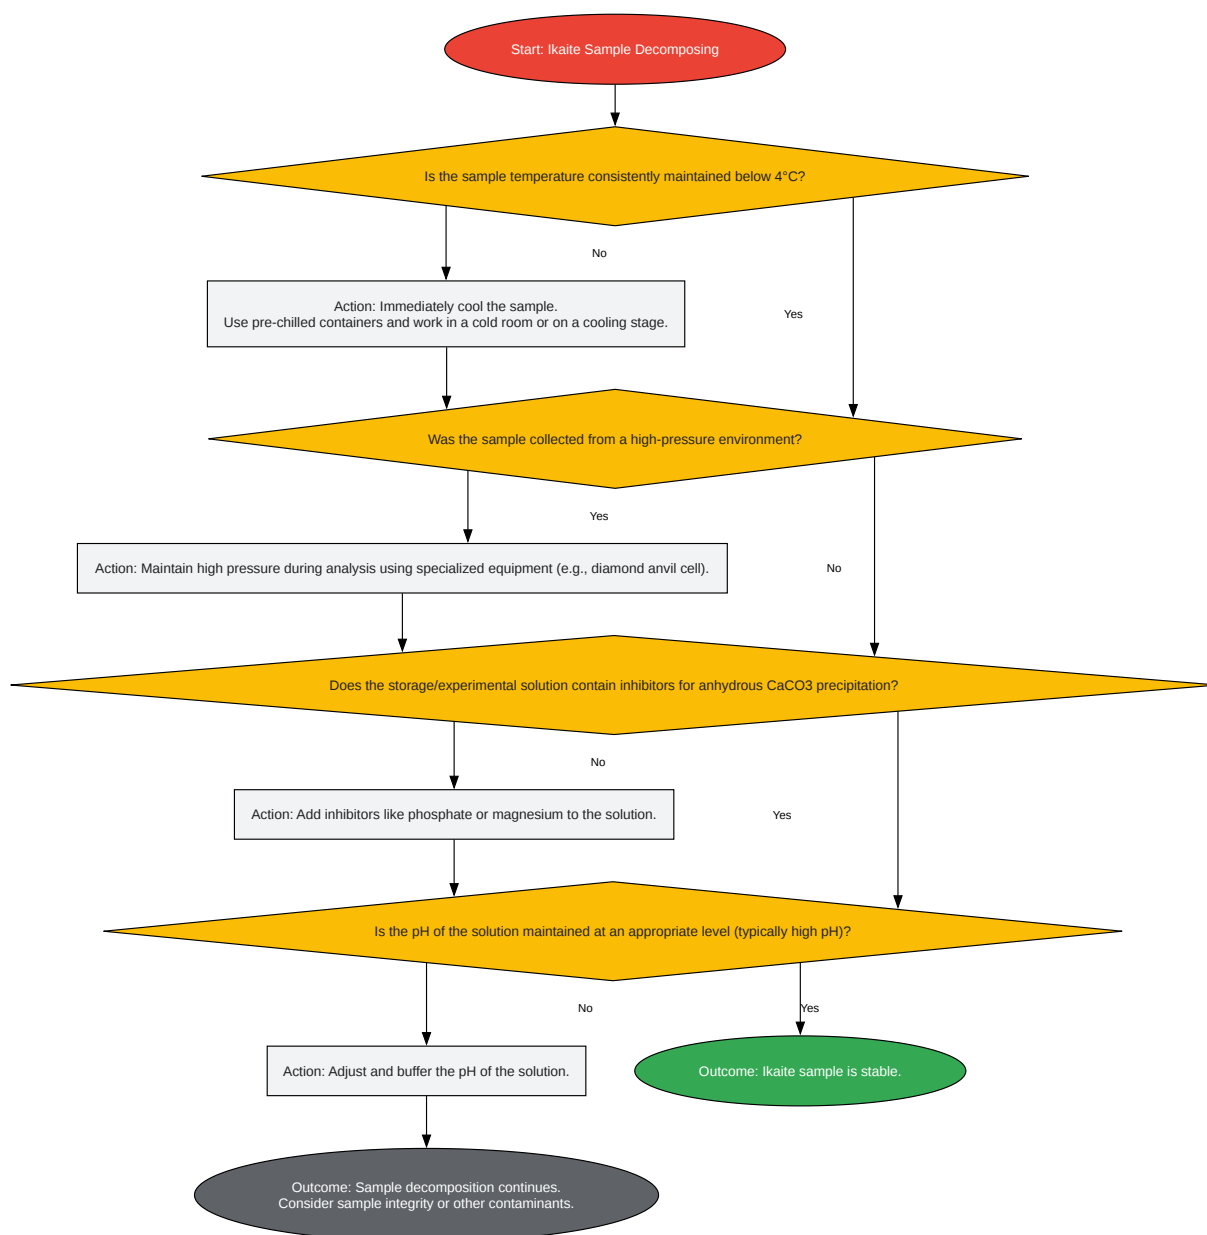 Start: Ikaite Sample Decomposing
Is the sample temperature consistently maintained below 4°C?
No
Action: Immediately cool the sample.
Use pre-chilled containers and work in a cold room or on a cooling stage.
Yes
Was the sample collected from a high-pressure environment?
Yes
Action: Maintain high pressure during analysis using specialized equipment (e.g., diamond anvil cell).
No
Does the storage/experimental solution contain inhibitors for anhydrous CaCO3 precipitation?
No
Action: Add inhibitors like phosphate or magnesium to the solution.
Yes
Is the pH of the solution maintained at an appropriate level (typically high pH)?
No
Yes
Action: Adjust and buffer the pH of the solution.
Outcome: Ikaite sample is stable.
Outcome: Sample decomposition continues.
Consider sample integrity or other contaminants.